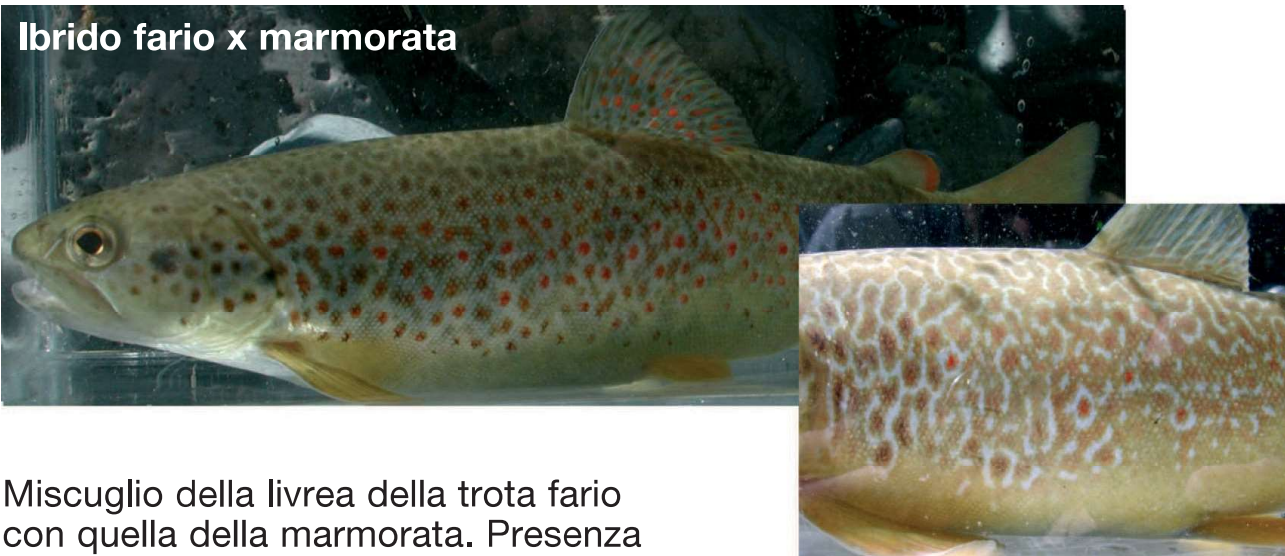 Ibrido fario x marmorata
Miscuglio della livrea della trota fario
con quella della marmorata. Presenza